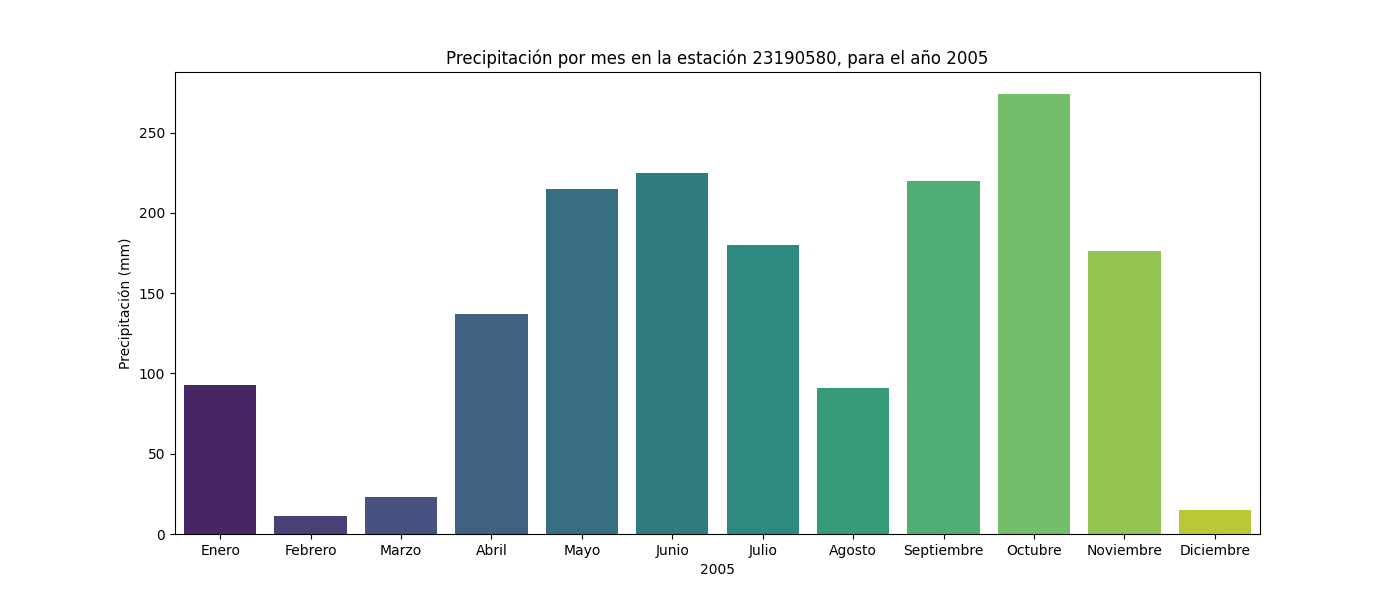 Precipitación por mes en la estación 23190580, para el año 2005
Precipitación (mm)
250
200
150
100
50
0
Enero Febrero Marzo Abril Mayo Junio Julio Agosto Septiembre Octubre Noviembre Diciembre
2005